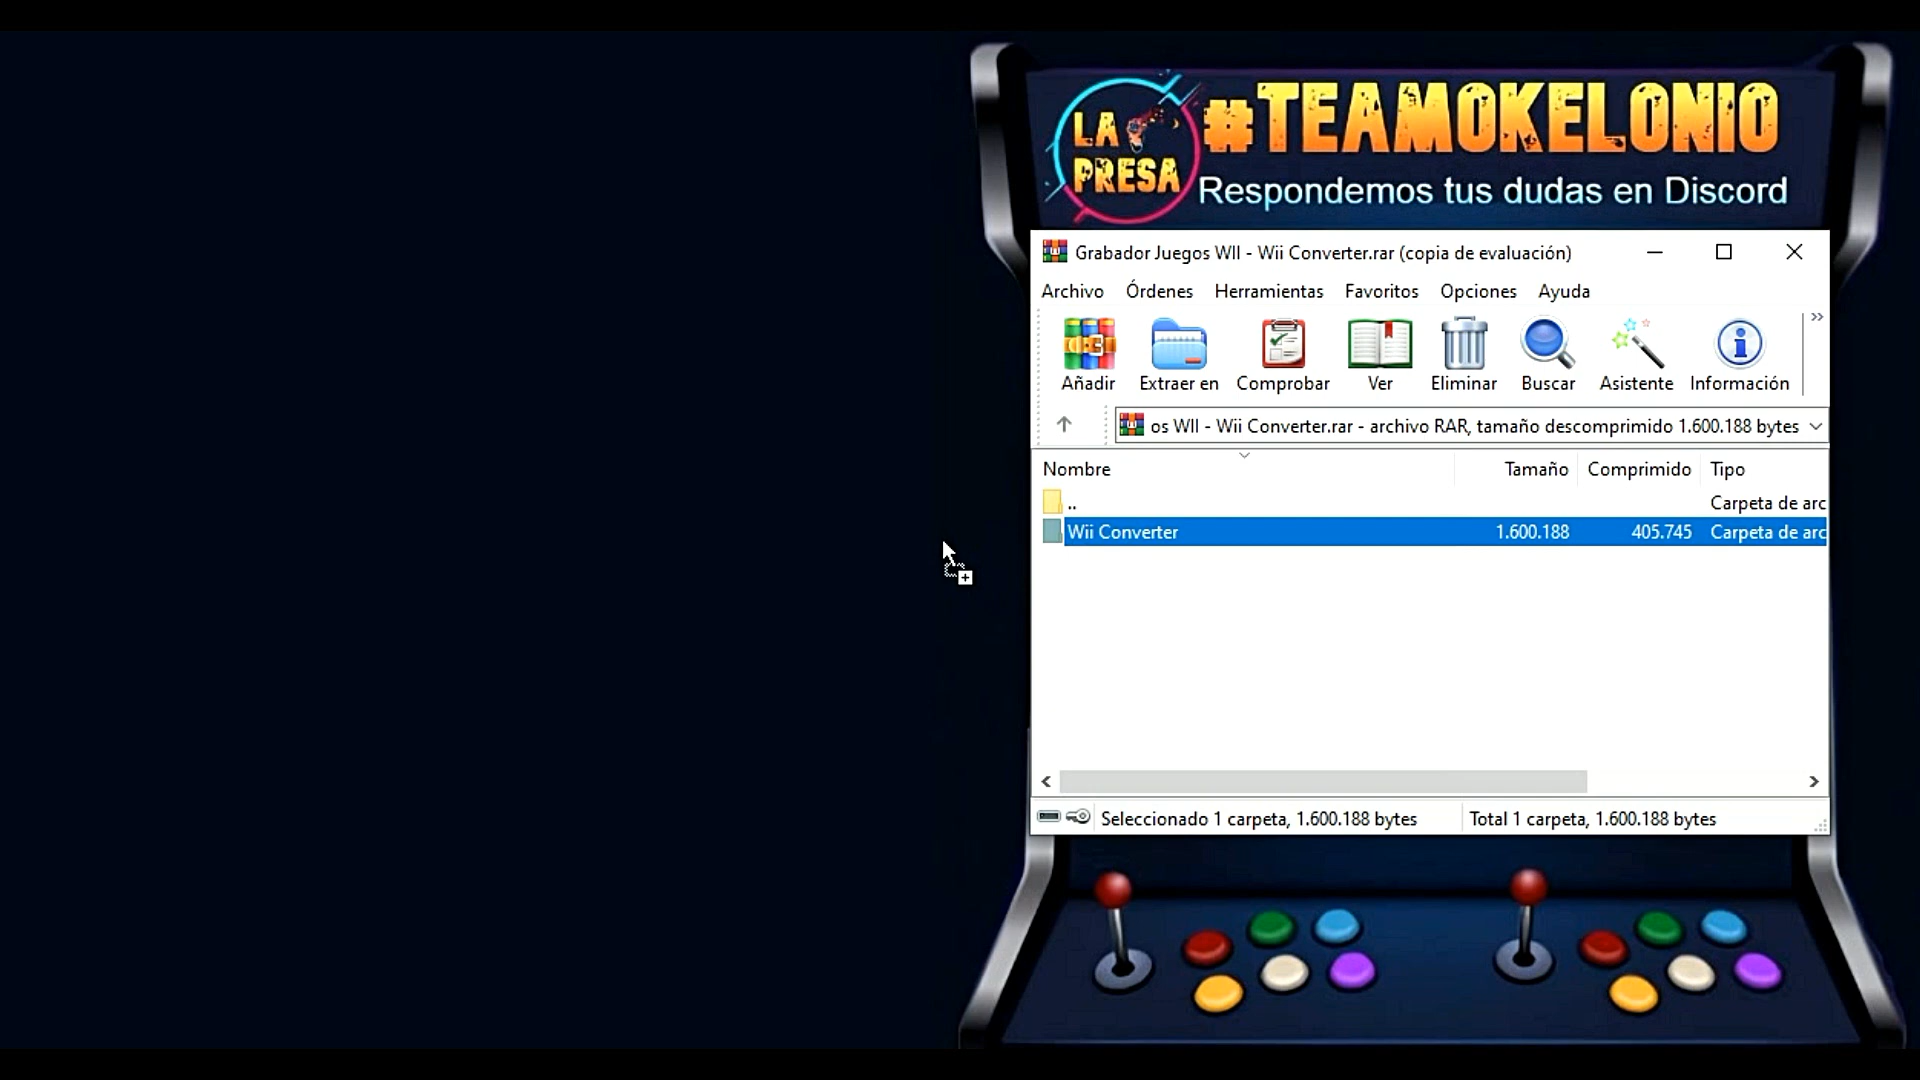 LA PRESA
#TEAMOKELONIO
Respondemos tus dudas en Discord
Grabador Juegos WII - Wii Converter.rar (copia de evaluación)
Archivo Órdenes Herramientas Favoritos Opciones Ayuda
Añadir Extraer en Comprobar Ver Eliminar Buscar Asistente Información
os WII - Wii Converter.rar - archivo RAR, tamaño descomprimido 1.600.188 bytes
Nombre Tamaño Comprimido Tipo
.. Carpeta de arc
Wii Converter 1.600.188 405.745 Carpeta de arc
Seleccionado 1 carpeta, 1.600.188 bytes Total 1 carpeta, 1.600.188 bytes